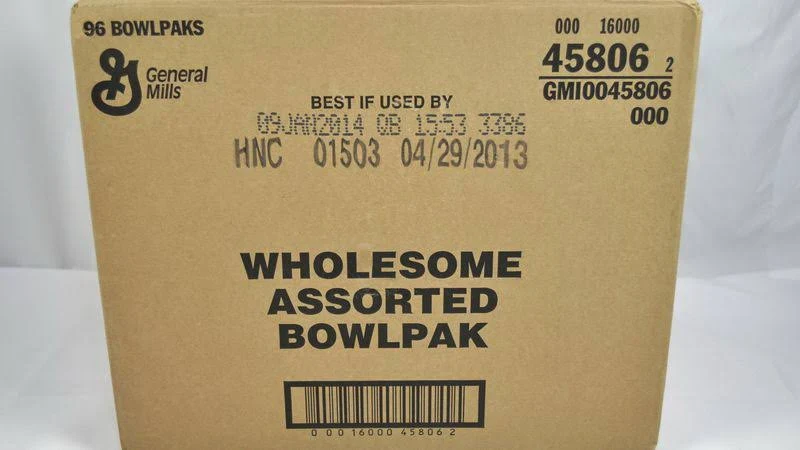 96 BOWLPAKS
General
Mills
000 16000
45806 2
GMI0045806
000
BEST IF USED BY
09JAN2014 QB 15:53 3386
HNC 01503 04/29/2013
WHOLESOME
ASSORTED
BOWLPAK
0 00 16000 45806 2